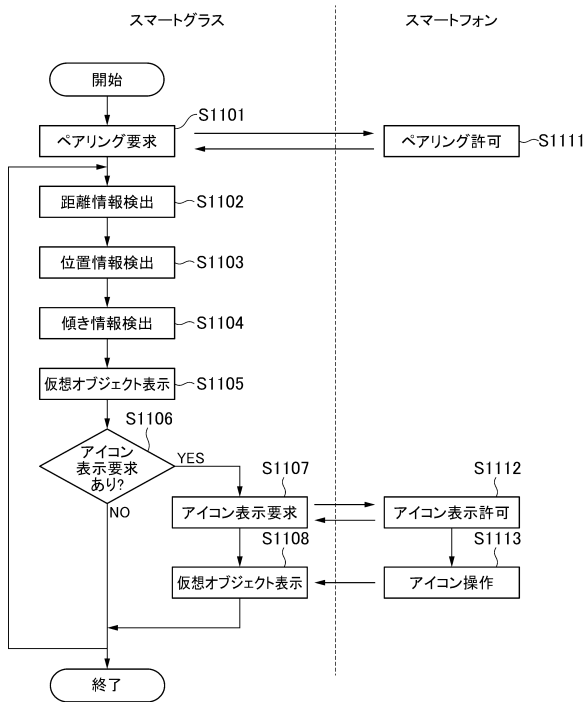 スマートグラス
スマートフォン
開始
S1101
ペアリング要求
ペアリング許可
S1111
距離情報検出
S1102
位置情報検出
S1103
傾き情報検出
S1104
仮想オブジェクト表示
S1105
S1106
アイコン
表示要求
あり?
YES
NO
S1107
アイコン表示要求
S1112
アイコン表示許可
S1108
仮想オブジェクト表示
S1113
アイコン操作
終了